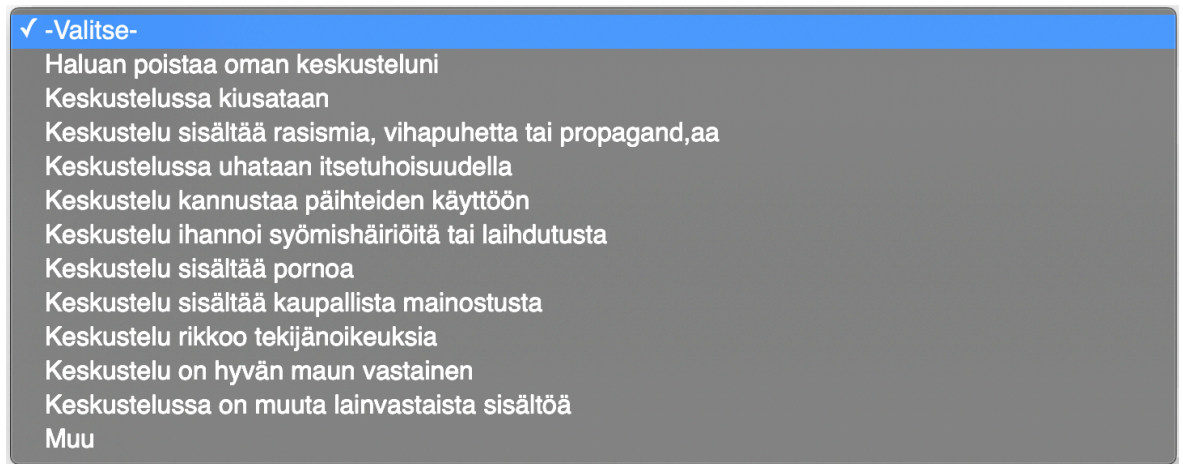 ✓ -Valitse-
Haluan poistaa oman keskusteluni
Keskustelussa kiusataan
Keskustelu sisältää rasismia, vihapuhetta tai propagand,aa
Keskustelussa uhataan itsetuhoisuudella
Keskustelu kannustaa päihteiden käyttöön
Keskustelu ihannoi syömishäiriöitä tai laihdutusta
Keskustelu sisältää pornoa
Keskustelu sisältää kaupallista mainostusta
Keskustelu rikkoo tekijänoikeuksia
Keskustelu on hyvän maun vastainen
Keskustelussa on muuta lainvastaista sisältöä
Muu